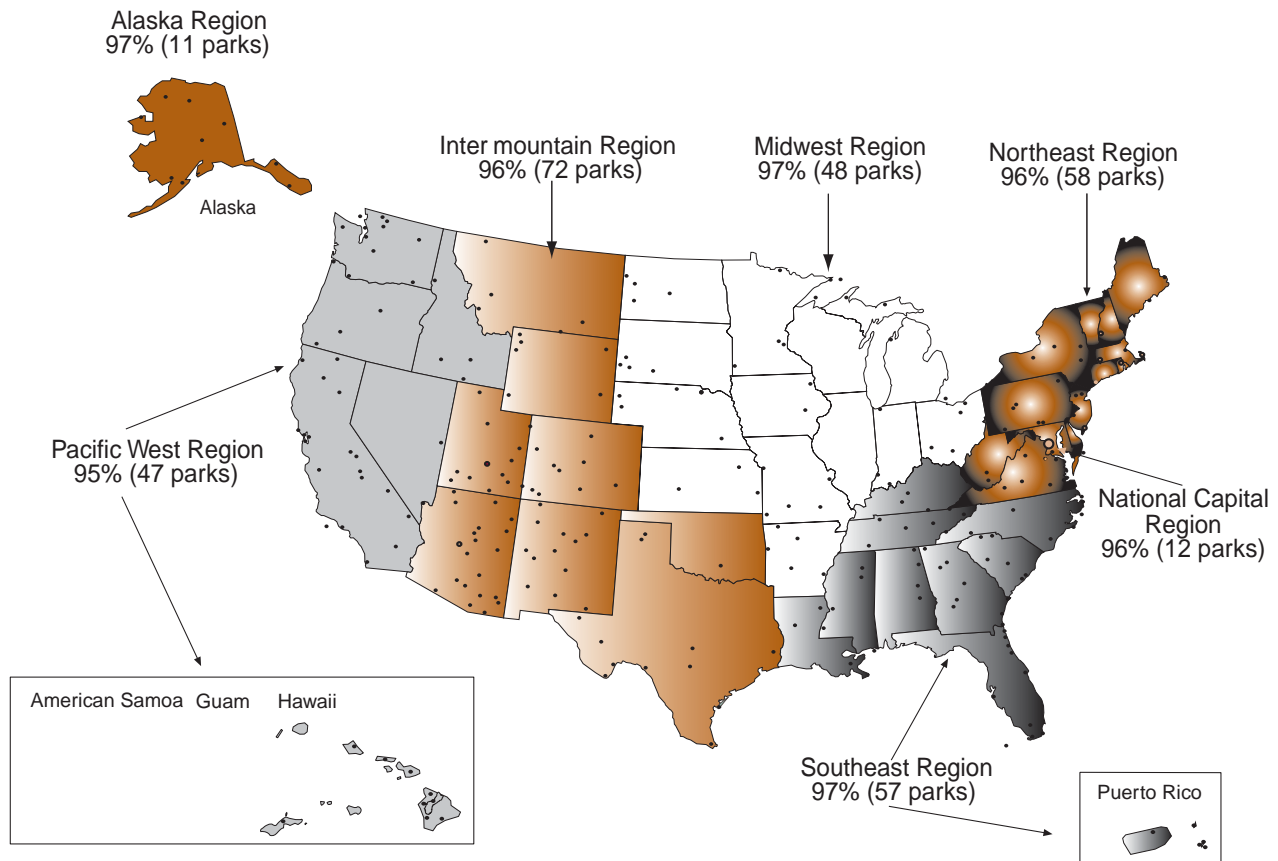 Alaska Region
97% (11 parks)
Alaska
Inter mountain Region
96% (72 parks)
Midwest Region
97% (48 parks)
Northeast Region
96% (58 parks)
Pacific West Region
95% (47 parks)
National Capital
Region
96% (12 parks)
American Samoa Guam Hawaii
Southeast Region
97% (57 parks)
Puerto Rico